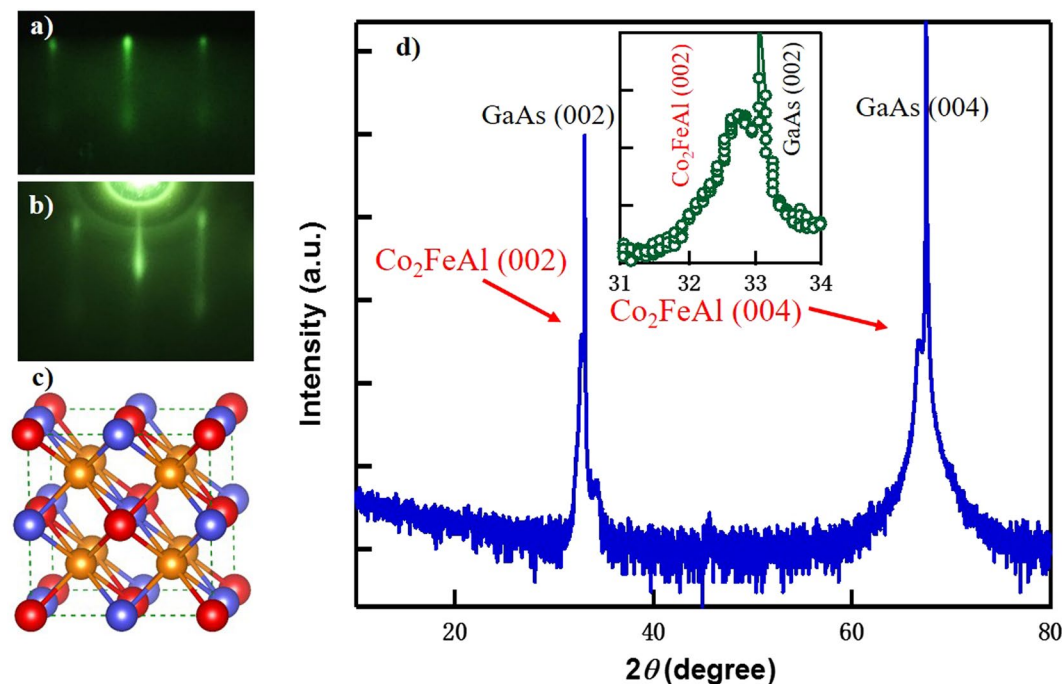 a)
b)
c)
d)
Intensity (a.u.)
GaAs (002)
Co₂FeAl (002)
GaAs (004)
Co₂FeAl (004)
Co₂FeAl (002)
GaAs (002)
31 32 33 34
20 40 60 80
2θ (degree)